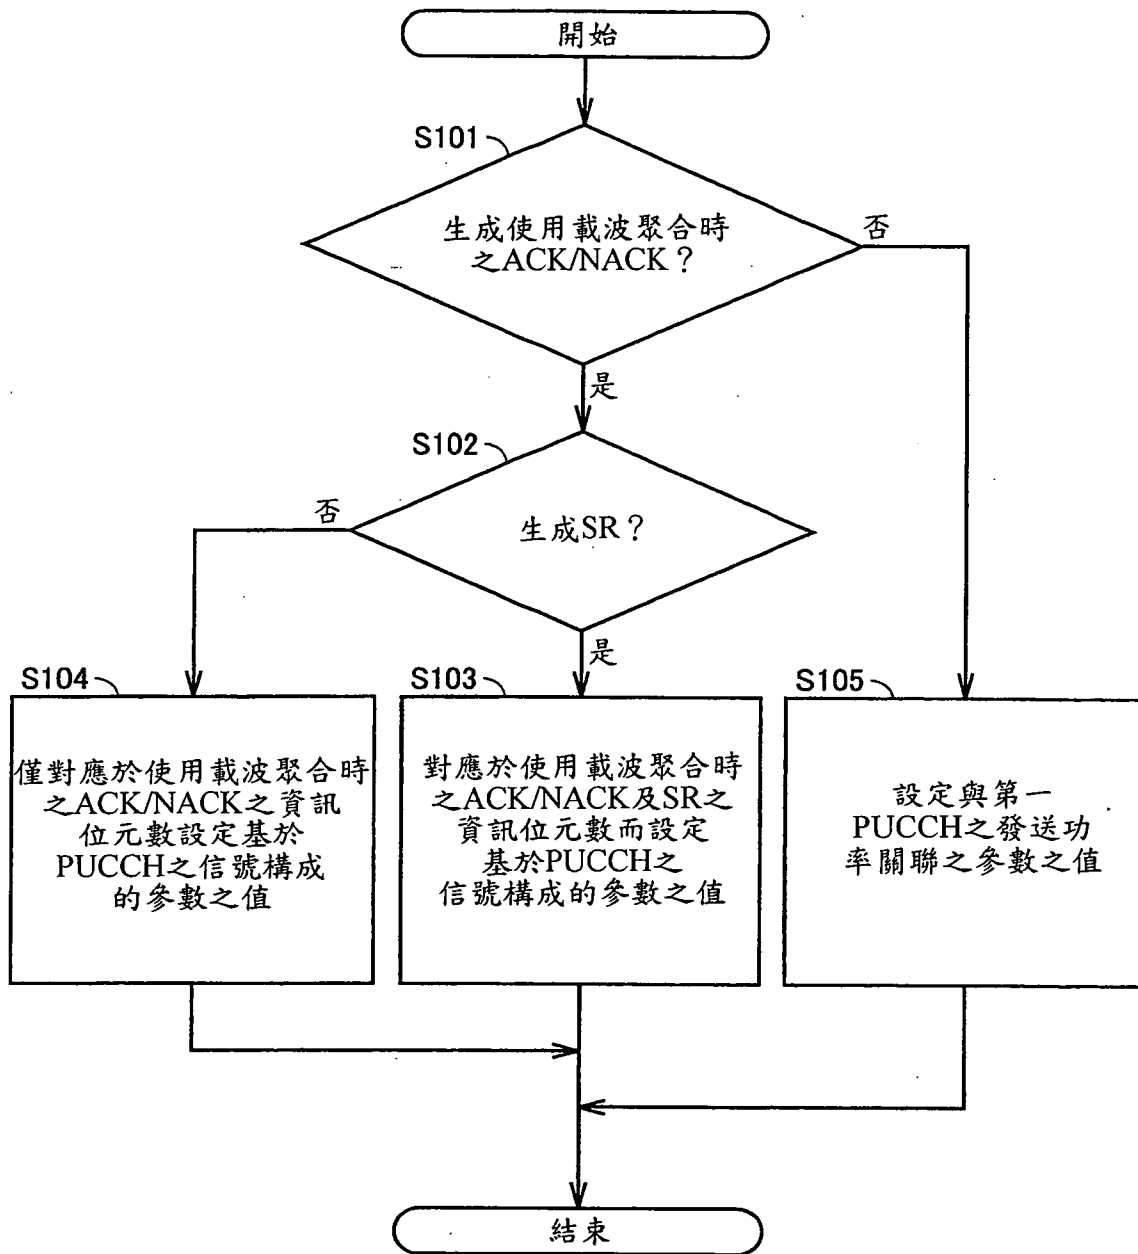 開始
S101
生成使用載波聚合時
之ACK/NACK？
否
是
S102
否
生成SR？
是
S104
僅對應於使用載波聚合時
之ACK/NACK之資訊
位元數設定基於
PUCCH之信號構成
的參數之值
S103
對應於使用載波聚合時
之ACK/NACK及SR之
資訊位元數而設定
基於PUCCH之
信號構成的參數之值
S105
設定與第一
PUCCH之發送功
率關聯之參數之值
結束